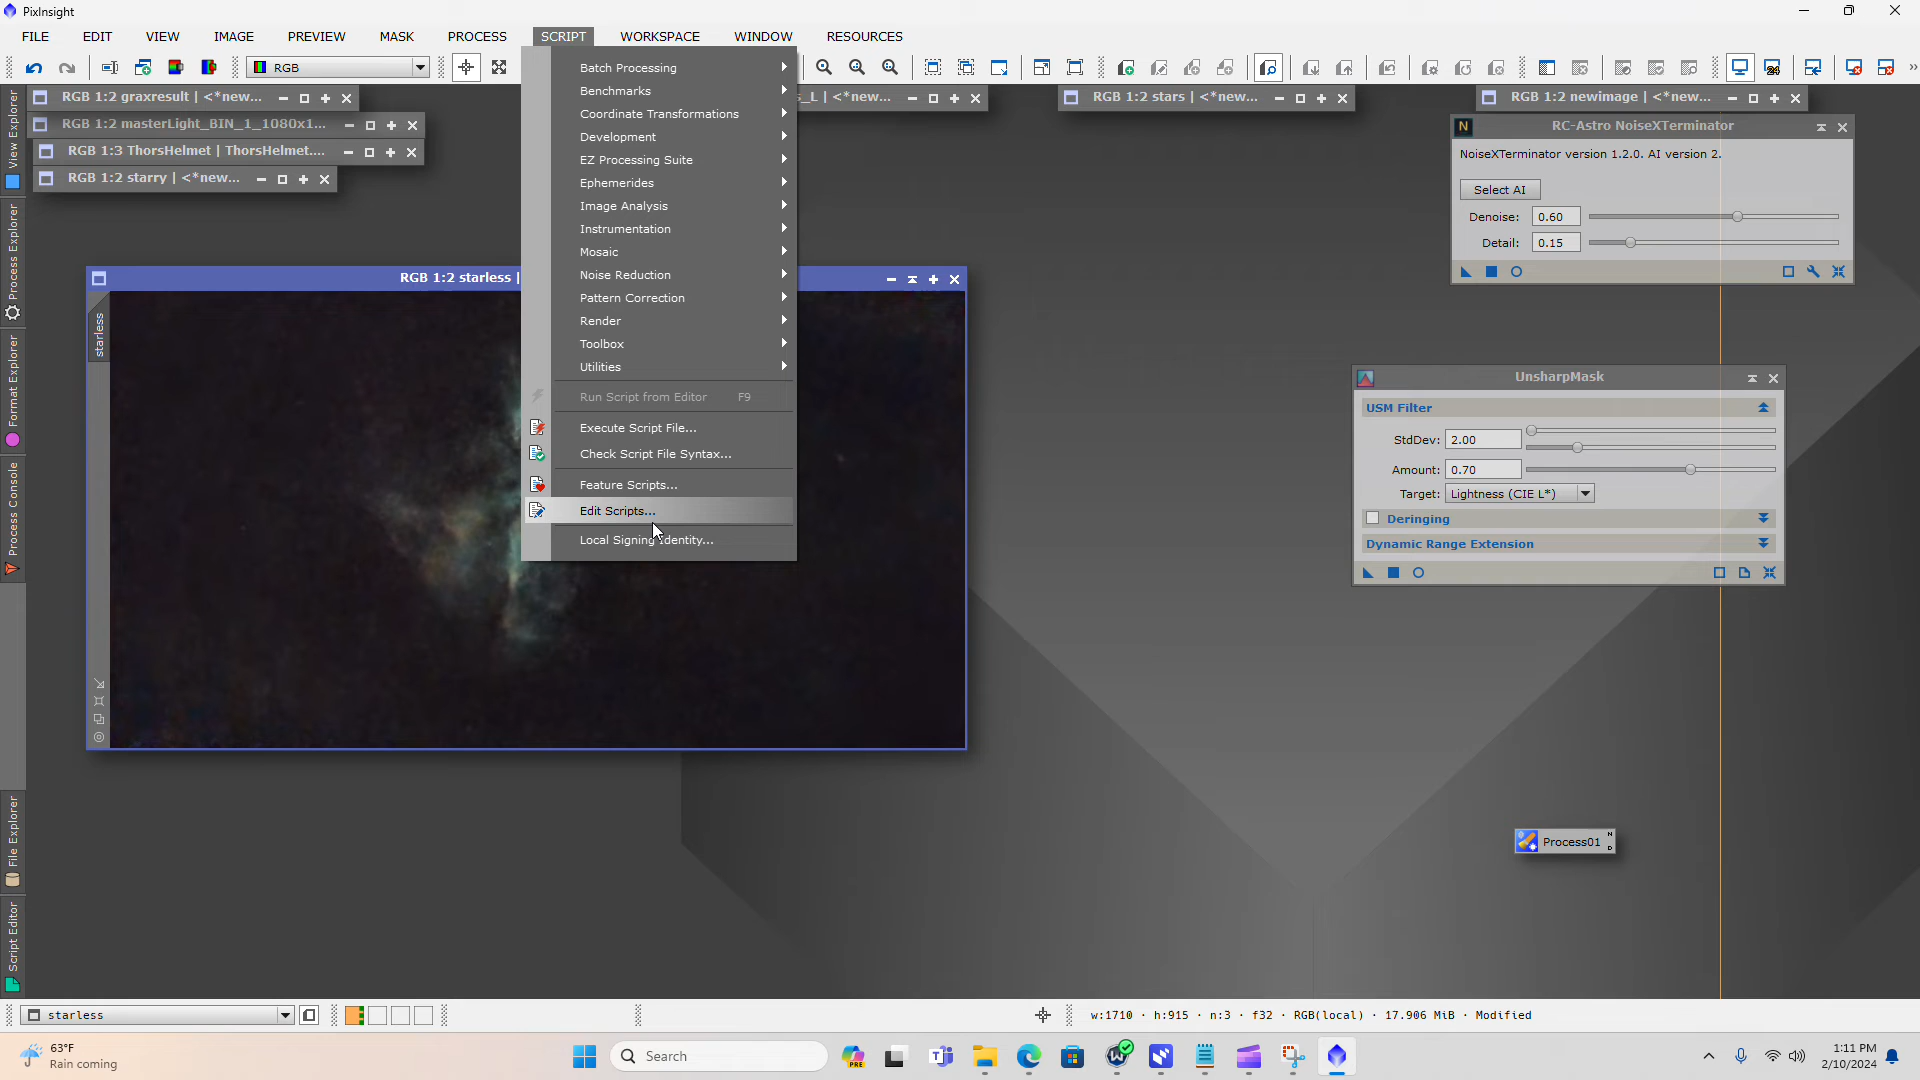 PixInsight
FILE EDIT VIEW IMAGE PREVIEW MASK PROCESS SCRIPT WORKSPACE WINDOW RESOURCES
RGB
RGB 1:2 graxresult | <*new...
s_L | <*new...
RGB 1:2 stars | <*new...
RGB 1:2 newimage | <*new...
RGB 1:2 masterLight_BIN_1_1080x1...
RGB 1:3 ThorsHelmet | ThorsHelmet....
RGB 1:2 starry | <*new...
View Explorer
Process Explorer
Format Explorer
Process Console
File Explorer
Script Editor
RGB 1:2 starless |
starless
Batch Processing
Benchmarks
Coordinate Transformations
Development
EZ Processing Suite
Ephemerides
Image Analysis
Instrumentation
Mosaic
Noise Reduction
Pattern Correction
Render
Toolbox
Utilities
Run Script from Editor F9
Execute Script File...
Check Script File Syntax...
Feature Scripts...
Edit Scripts...
Local Signing Identity...
RC-Astro NoiseXTerminator
NoiseXTerminator version 1.2.0. AI version 2.
Select AI
Denoise: 0.60
Detail: 0.15
UnsharpMask
USM Filter
StdDev: 2.00
Amount: 0.70
Target: Lightness (CIE L*)
Deringing
Dynamic Range Extension
Process01
N
D
starless
w:1710 · h:915 · n:3 · f32 · RGB(local) · 17.906 MiB · Modified
63°F
Rain coming
Search
PRE
1:11 PM
2/10/2024